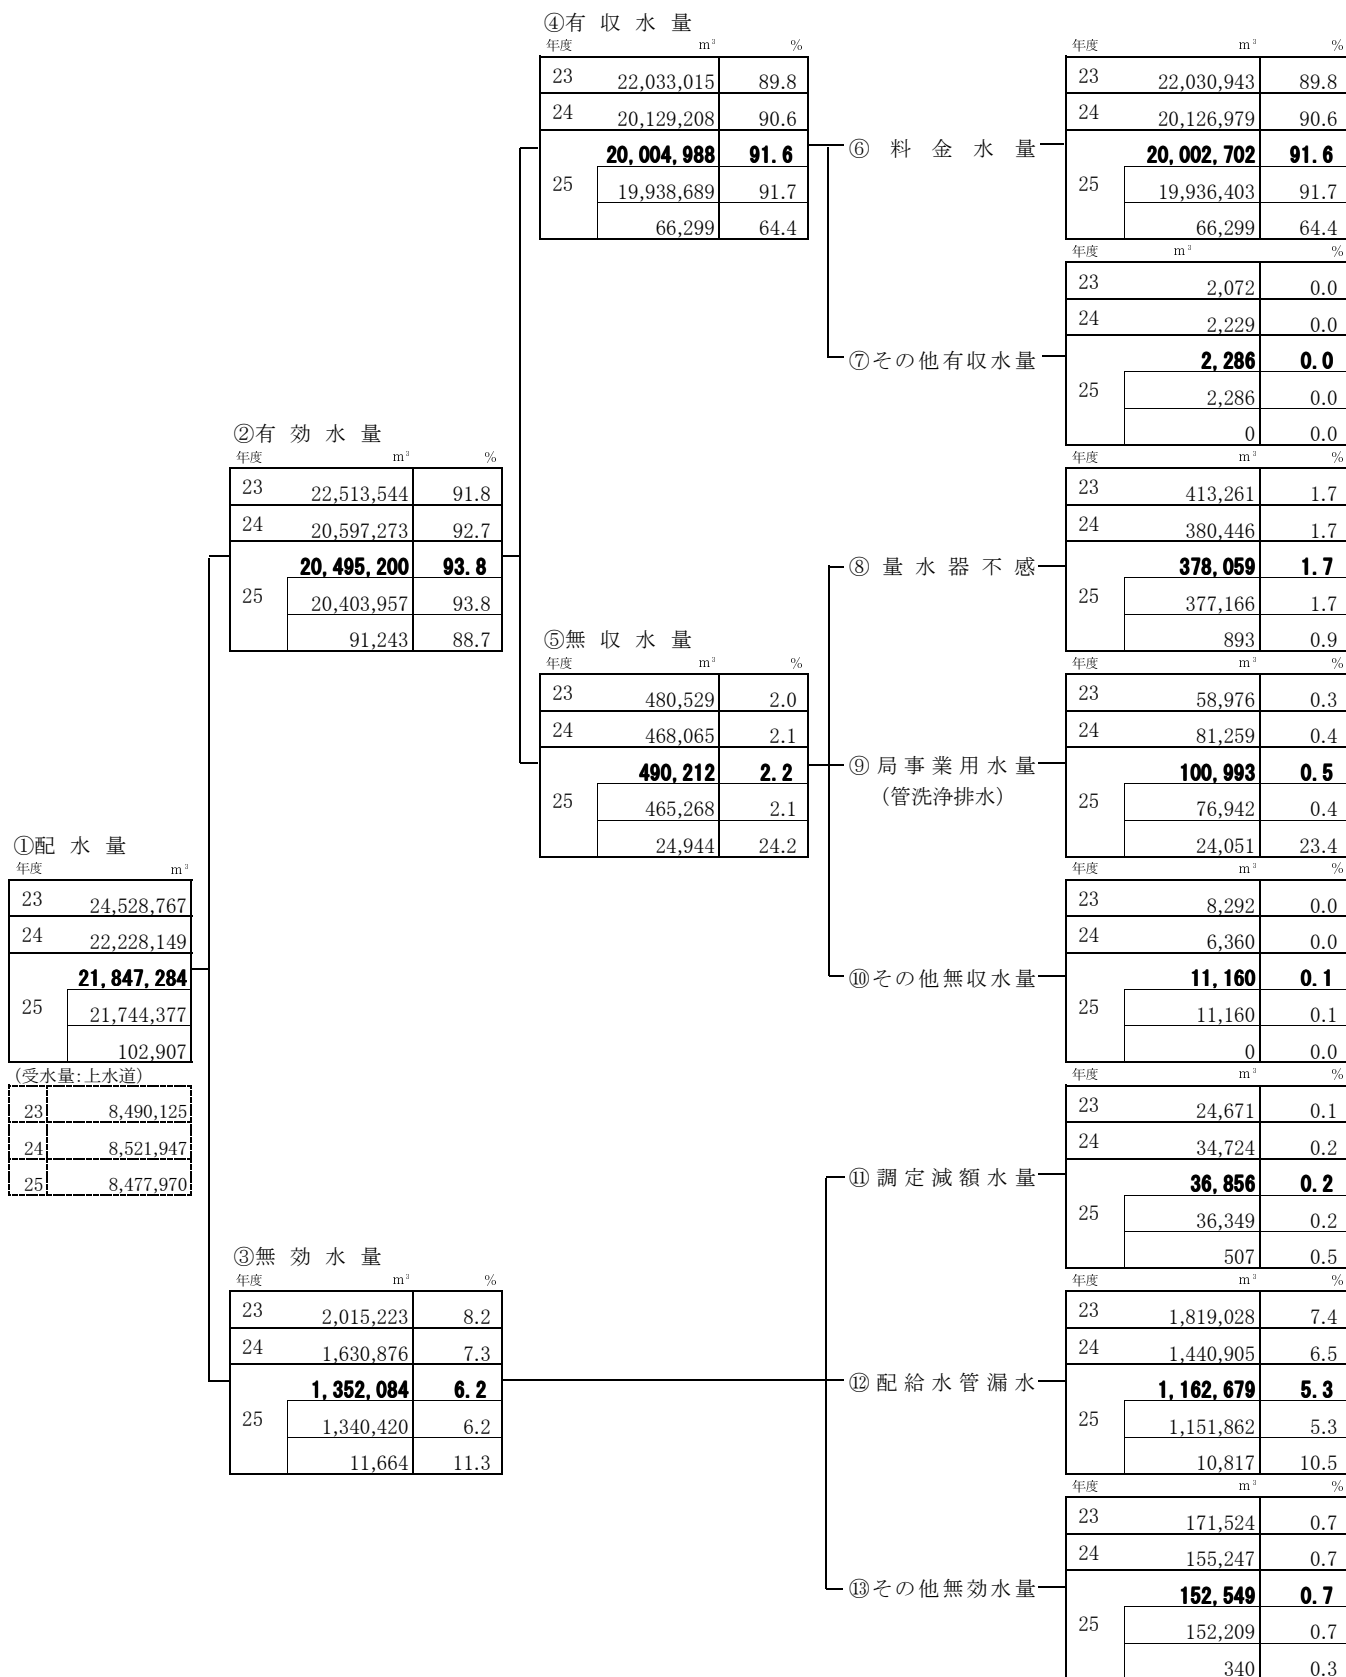 ④有 収 水 量
年度 m³ %
23 22,033,015 89.8
24 20,129,208 90.6
25 20,004,988 91.6
19,938,689 91.7
66,299 64.4
⑥ 料 金 水 量
年度 m³ %
23 22,030,943 89.8
24 20,126,979 90.6
25 20,002,702 91.6
19,936,403 91.7
66,299 64.4
⑦その他有収水量
年度 m³ %
23 2,072 0.0
24 2,229 0.0
25 2,286 0.0
2,286 0.0
0 0.0
②有 効 水 量
年度 m³ %
23 22,513,544 91.8
24 20,597,273 92.7
25 20,495,200 93.8
20,403,957 93.8
91,243 88.7
⑧ 量 水 器 不 感
年度 m³ %
23 413,261 1.7
24 380,446 1.7
25 378,059 1.7
377,166 1.7
893 0.9
⑤無 収 水 量
年度 m³ %
23 480,529 2.0
24 468,065 2.1
25 490,212 2.2
465,268 2.1
24,944 24.2
⑨ 局 事 業 用 水 量
(管洗浄排水)
年度 m³ %
23 58,976 0.3
24 81,259 0.4
25 100,993 0.5
76,942 0.4
24,051 23.4
①配 水 量
年度 m³
23 24,528,767
24 22,228,149
25 21,847,284
21,744,377
102,907
(受水量:上水道)
23 8,490,125
24 8,521,947
25 8,477,970
⑩その他無収水量
年度 m³ %
23 8,292 0.0
24 6,360 0.0
25 11,160 0.1
11,160 0.1
0 0.0
⑪ 調 定 減 額 水 量
年度 m³ %
23 24,671 0.1
24 34,724 0.2
25 36,856 0.2
36,349 0.2
507 0.5
③無 効 水 量
年度 m³ %
23 2,015,223 8.2
24 1,630,876 7.3
25 1,352,084 6.2
1,340,420 6.2
11,664 11.3
⑫ 配 給 水 管 漏 水
年度 m³ %
23 1,819,028 7.4
24 1,440,905 6.5
25 1,162,679 5.3
1,151,862 5.3
10,817 10.5
⑬その他無効水量
年度 m³ %
23 171,524 0.7
24 155,247 0.7
25 152,549 0.7
152,209 0.7
340 0.3